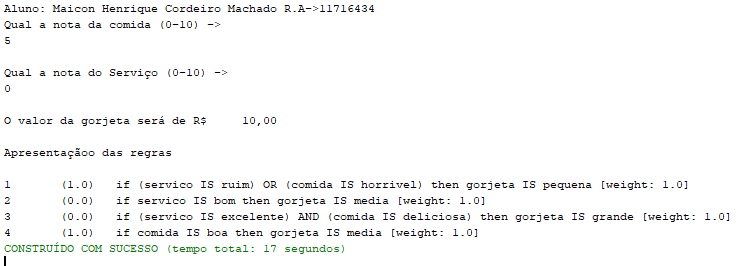 Aluno: Maicon Henrique Cordeiro Machado R.A->11716434
Qual a nota da comida (0-10) ->
5
Qual a nota do Serviço (0-10) ->
0
O valor da gorjeta será de R$ 10,00
Apresentaçãoo das regras
1 (1.0) if (servico IS ruim) OR (comida IS horrivel) then gorjeta IS pequena [weight: 1.0]
2 (0.0) if servico IS bom then gorjeta IS media [weight: 1.0]
3 (0.0) if (servico IS excelente) AND (comida IS deliciosa) then gorjeta IS grande [weight: 1.0]
4 (1.0) if comida IS boa then gorjeta IS media [weight: 1.0]
CONSTRUÍDO COM SUCESSO (tempo total: 17 segundos)